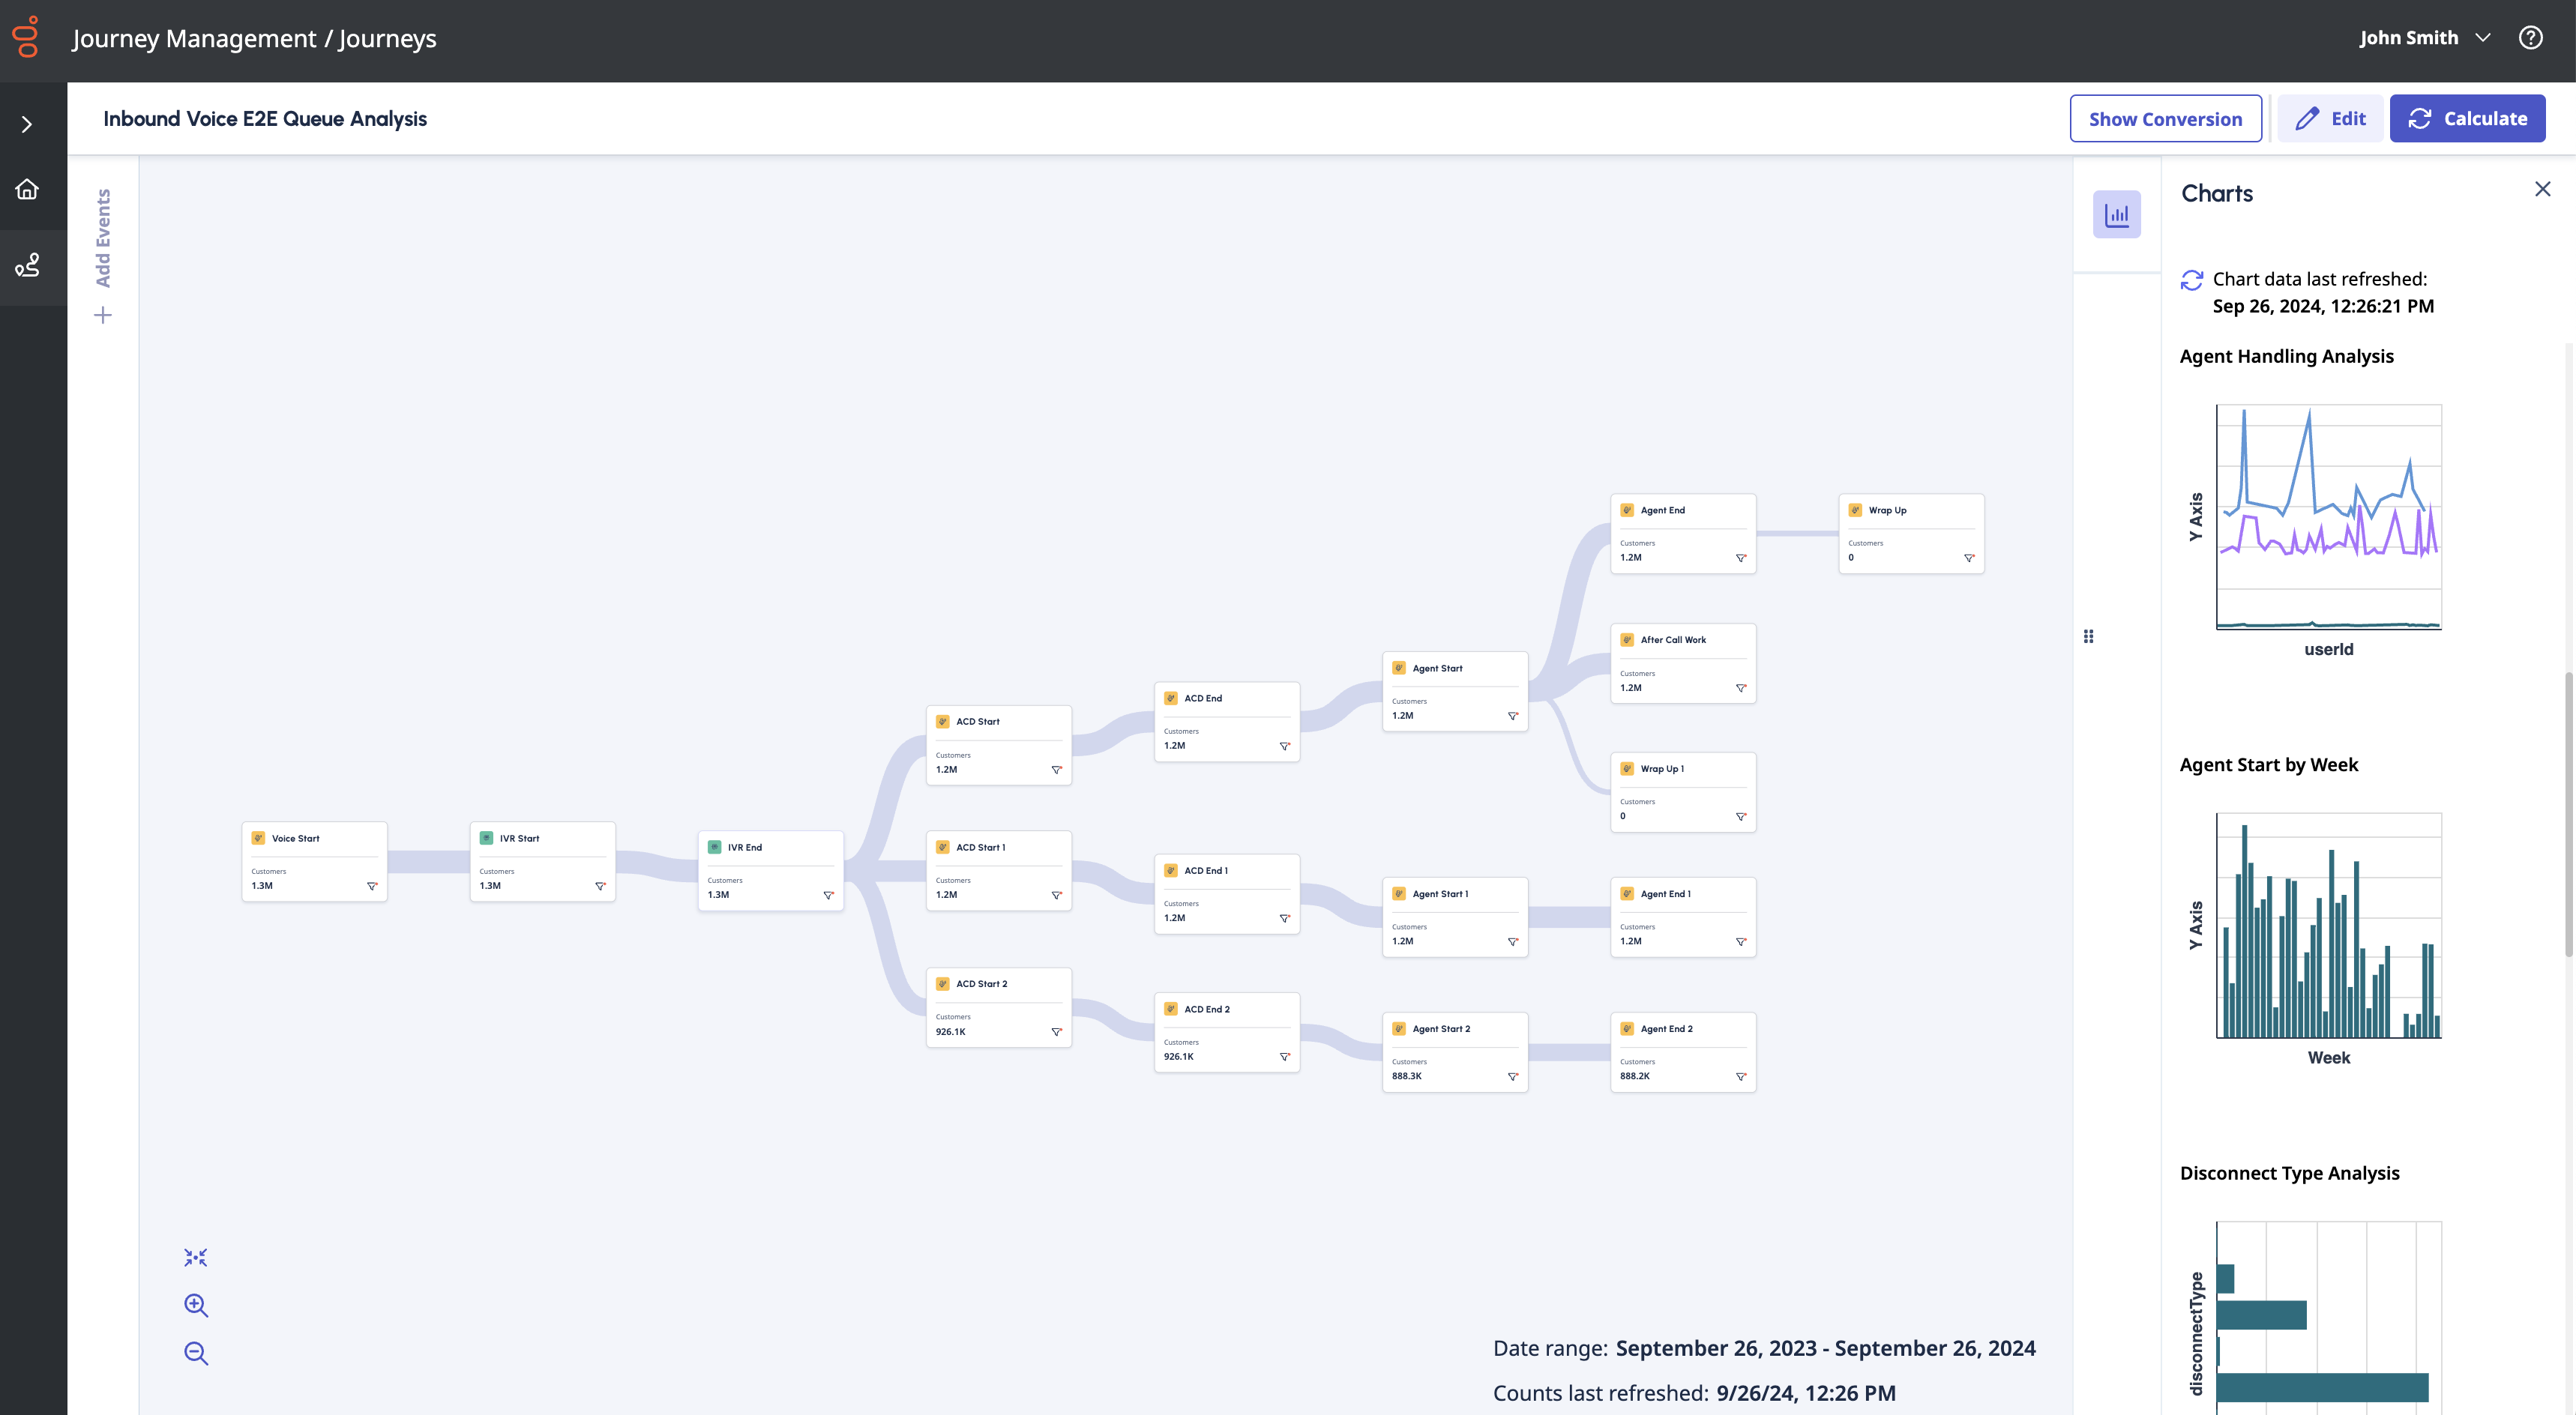 Journey Management / Journeys
John Smith
Inbound Voice E2E Queue Analysis
Show Conversion
Edit
Calculate
Add Events
Voice Start
Customers
1.3M
IVR Start
Customers
1.3M
IVR End
Customers
1.3M
ACD Start
Customers
1.2M
ACD End
Customers
1.2M
Agent Start
Customers
1.2M
Agent End
Customers
1.2M
Wrap Up
Customers
0
After Call Work
Customers
1.2M
Wrap Up 1
Customers
0
ACD Start 1
Customers
1.2M
ACD End 1
Customers
1.2M
Agent Start 1
Customers
1.2M
Agent End 1
Customers
1.2M
ACD Start 2
Customers
926.1K
ACD End 2
Customers
926.1K
Agent Start 2
Customers
888.3K
Agent End 2
Customers
888.2K
Date range: September 26, 2023 - September 26, 2024
Counts last refreshed: 9/26/24, 12:26 PM
Charts
Chart data last refreshed:
Sep 26, 2024, 12:26:21 PM
Agent Handling Analysis
Y Axis
userId
Agent Start by Week
Y Axis
Week
Disconnect Type Analysis
disconnectType